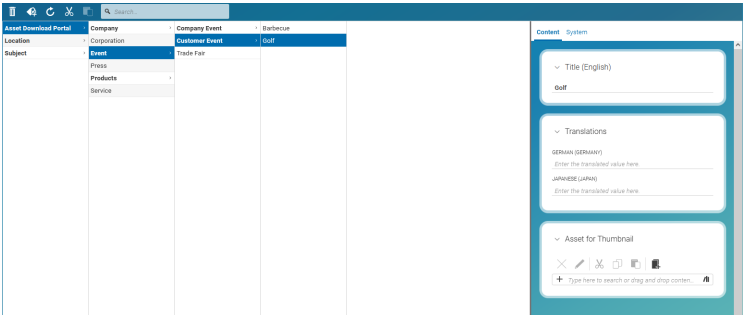 Search...
Asset Download Portal
Location
Subject
Company
Corporation
Event
Press
Products
Service
Company Event
Customer Event
Trade Fair
Barbecue
Golf
Content System
Title (English)
Golf
Translations
GERMAN (GERMANY)
Enter the translated value here.
JAPANESE (JAPAN)
Enter the translated value here.
Asset for Thumbnail
Type here to search or drag and drop conten...